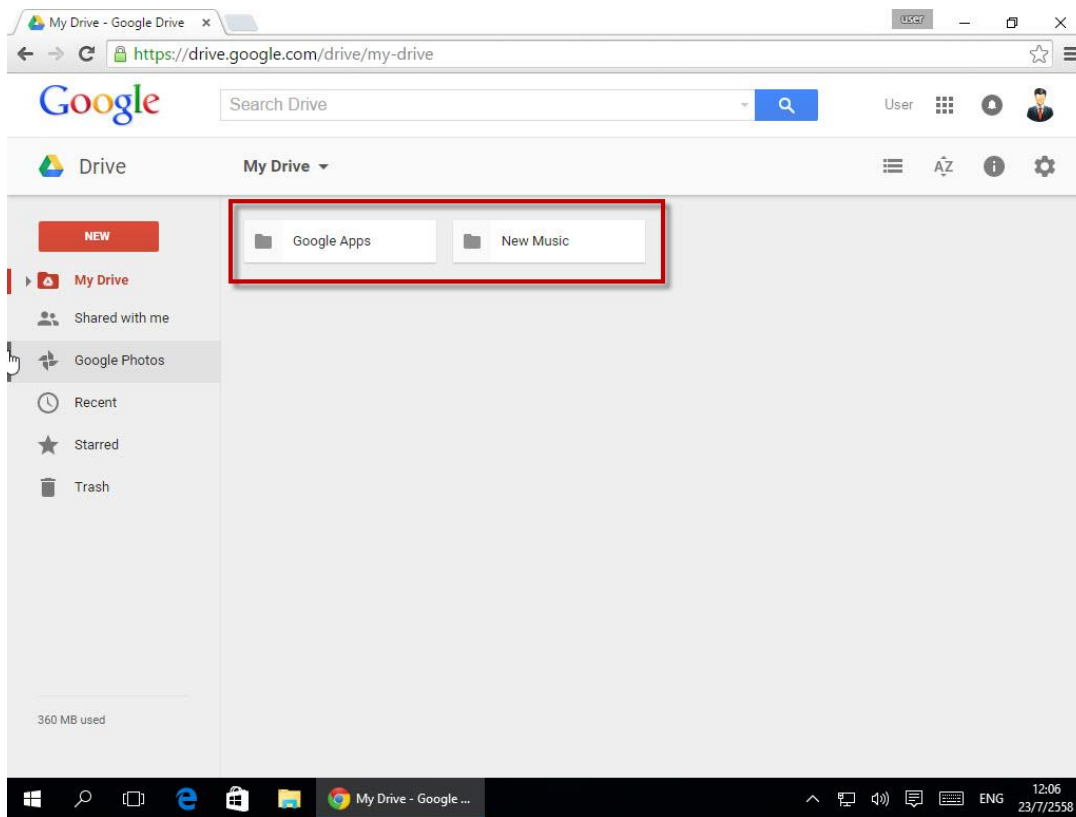 My Drive - Google Drive
user
https://drive.google.com/drive/my-drive
Google
Search Drive
User
Drive
My Drive
AZ
NEW
Google Apps
New Music
My Drive
Shared with me
Google Photos
Recent
Starred
Trash
360 MB used
My Drive - Google ...
ENG
12:06
23/7/2558